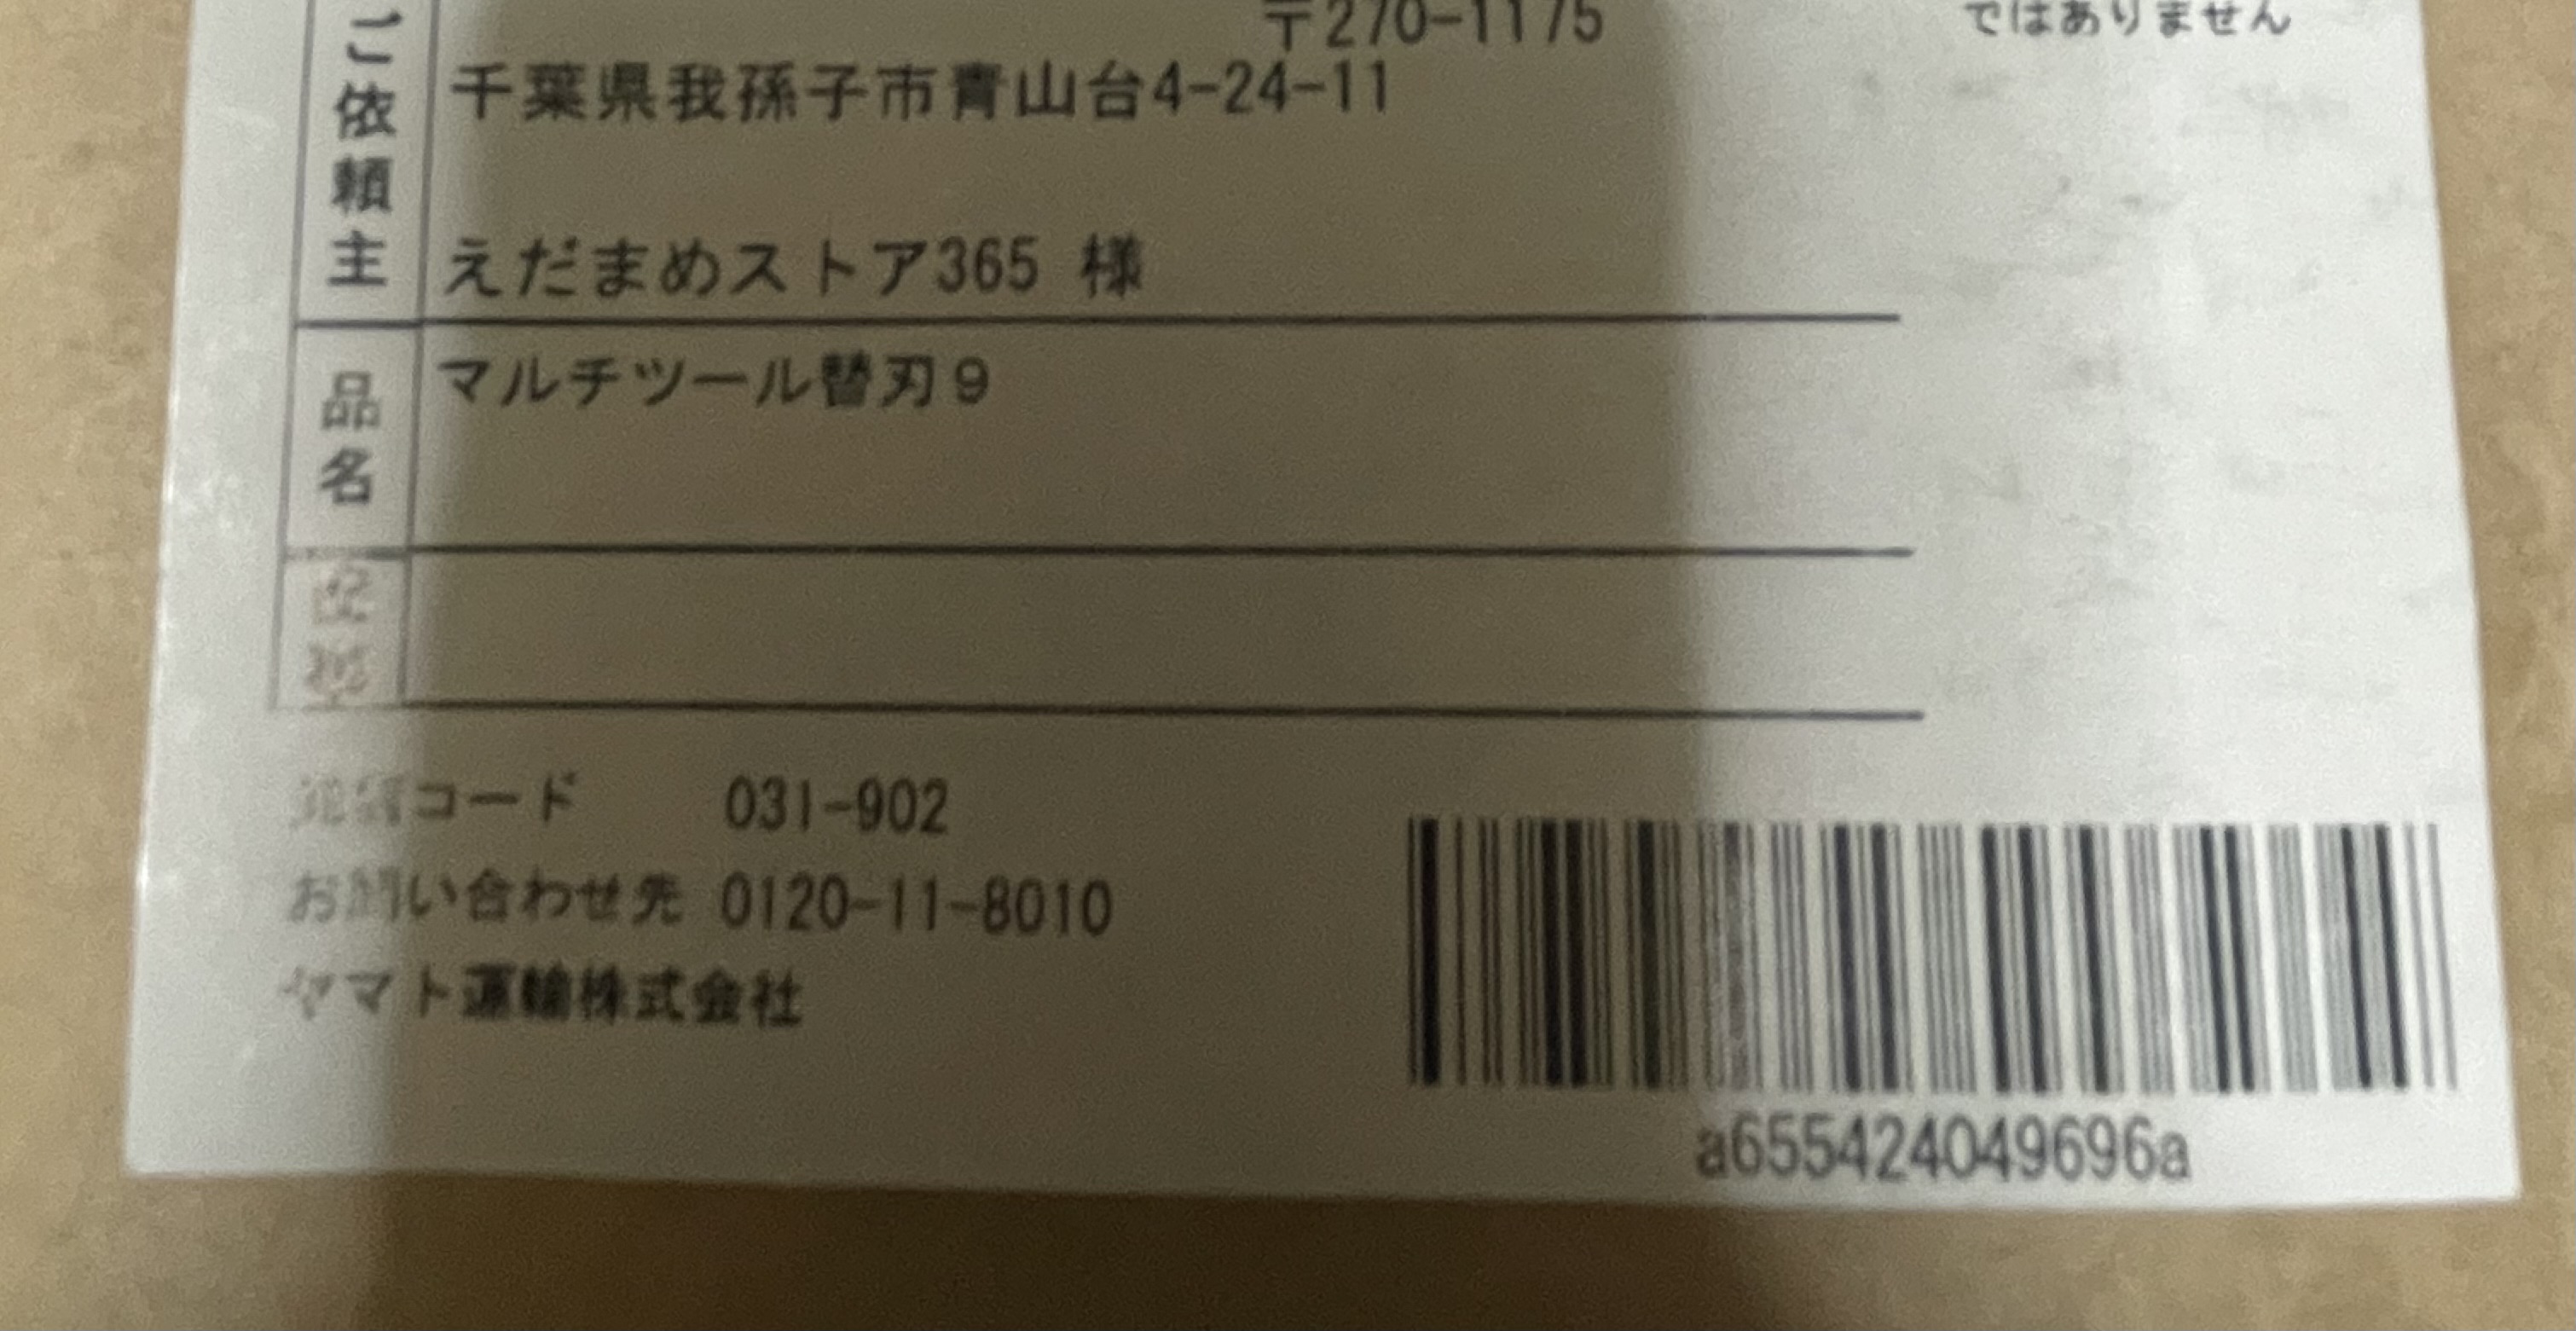 〒270-1175
ではありません
ご依頼主
千葉県我孫子市青山台4-24-11
えだまめストア365 様
品名
マルチツール替刃9
コード 031-902
お問い合わせ先 0120-11-8010
ヤマト運輸株式会社
a655424049696a